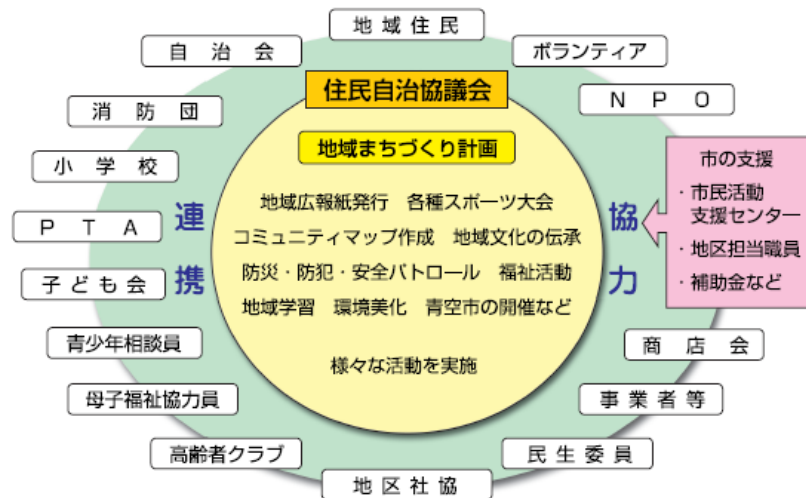 地域住民
自治会
ボランティア
消防団
NPO
小学校
PTA
子ども会
青少年相談員
母子福祉協力員
高齢者クラブ
地区社協
民生委員
事業者等
商店会
連携
協力
住民自治協議会
地域まちづくり計画
地域広報紙発行 各種スポーツ大会
コミュニティマップ作成 地域文化の伝承
防災・防犯・安全パトロール 福祉活動
地域学習 環境美化 青空市の開催など
様々な活動を実施
市の支援
・市民活動
支援センター
・地区担当職員
・補助金など